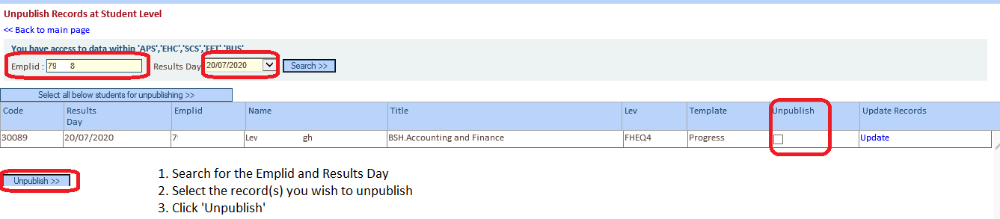 Unpublish Records at Student Level
<< Back to main page
You have access to data within 'APS','EHC','SCS','FET','BUS'
Emplid : 79 8 Results Day 20/07/2020 Search >>
Select all below students for unpublishing >>
Code Results Day Emplid Name Title Lev Template Unpublish Update Records
30089 20/07/2020 79 Lev gh BSH.Accounting and Finance FHEQ4 Progress Update
Unpublish >>
1. Search for the Emplid and Results Day
2. Select the record(s) you wish to unpublish
3. Click 'Unpublish'